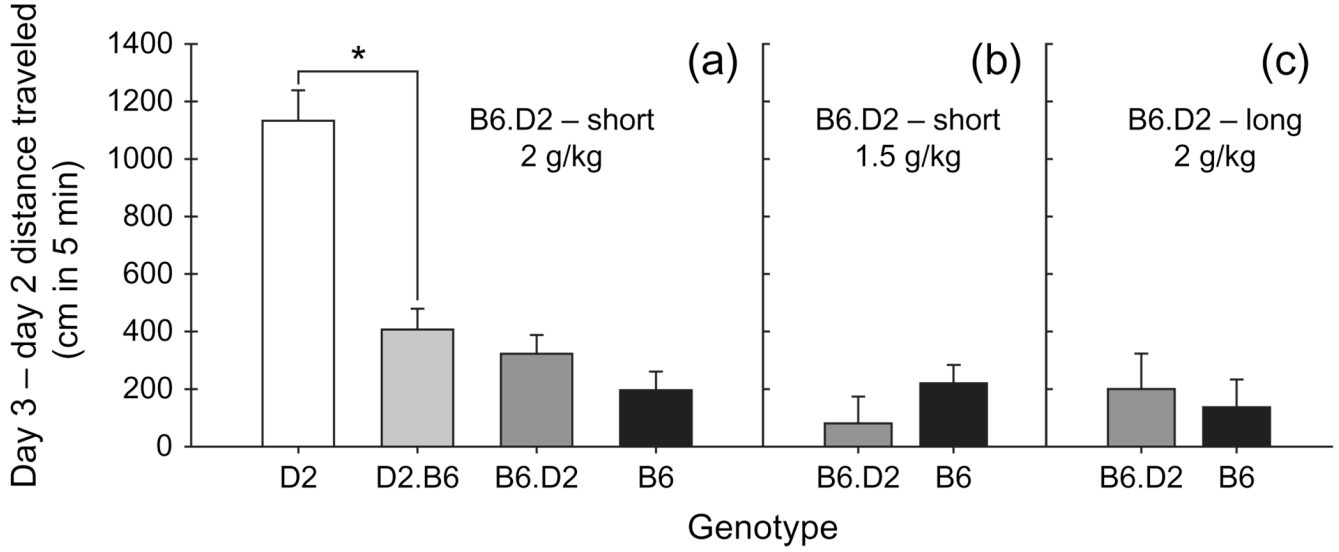 Day 3 – day 2 distance traveled
(cm in 5 min)
1400
1200
1000
800
600
400
200
0
*
(a)
B6.D2 – short
2 g/kg
(b)
B6.D2 – short
1.5 g/kg
(c)
B6.D2 – long
2 g/kg
D2 D2.B6 B6.D2 B6 B6.D2 B6 B6.D2 B6
Genotype